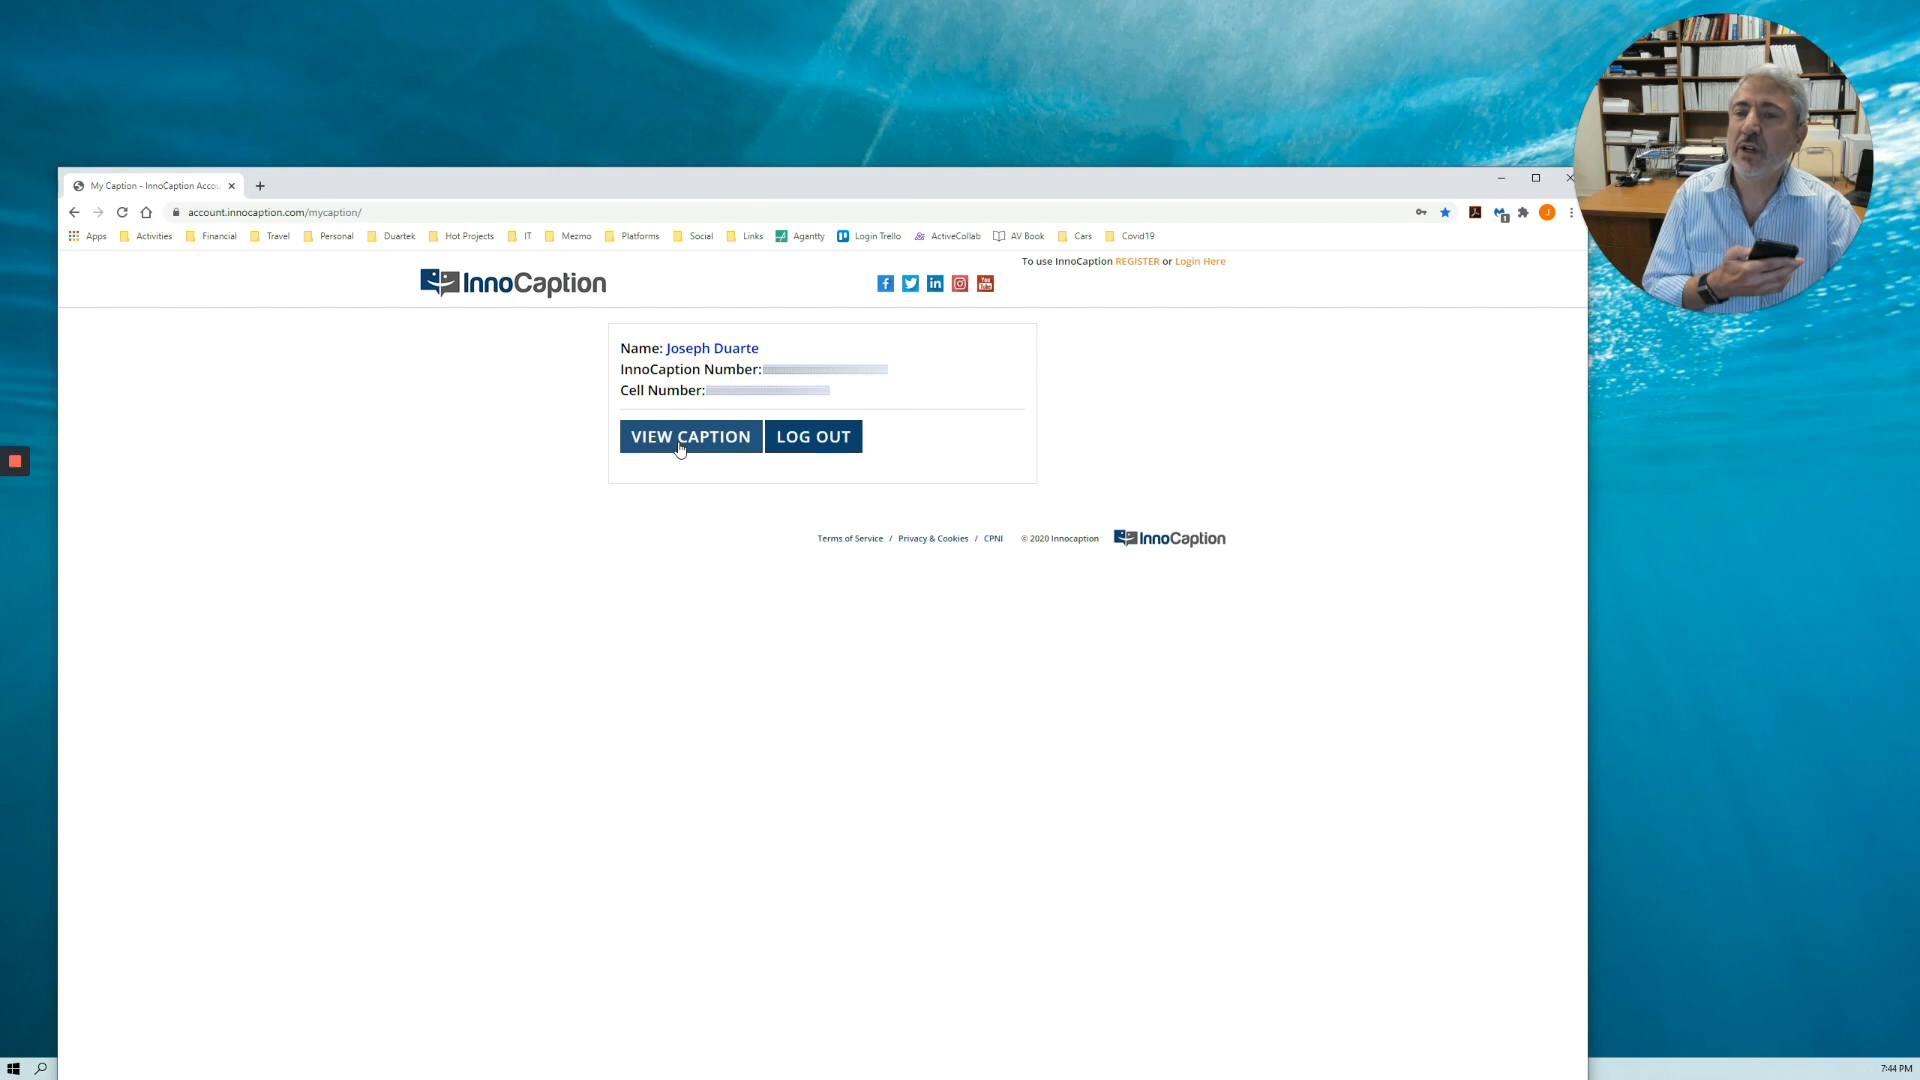 My Caption - InnoCaption Accou
account.innocaption.com/mycaption/
Apps Activities Financial Travel Personal Duartek Hot Projects IT Mezmo Platforms Social Links Agantty Login Trello ActiveCollab AV Book Cars Covid19
To use InnoCaption REGISTER or Login Here
InnoCaption
Name: Joseph Duarte
InnoCaption Number:
Cell Number:
VIEW CAPTION LOG OUT
Terms of Service / Privacy & Cookies / CPNI © 2020 Innocaption InnoCaption
7:44 PM